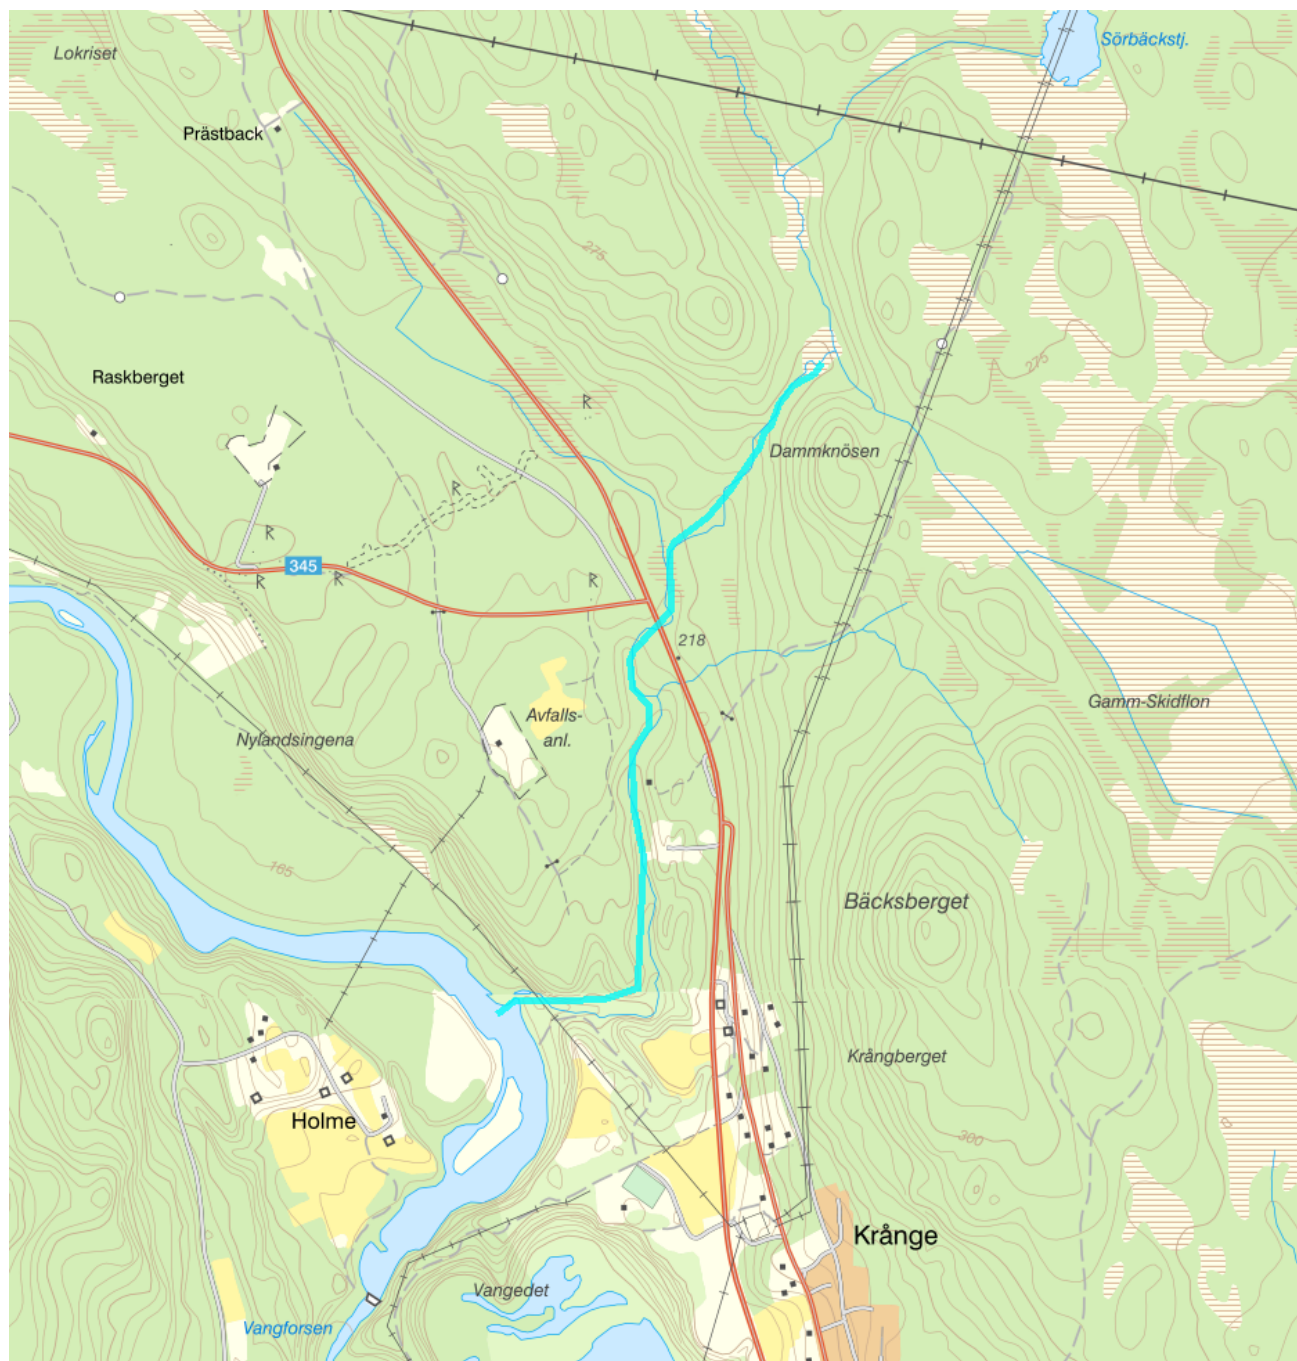 Lokriset
Sörbäckstj.
Prästback
275
275
Raskberget
Dammknösen
345
218
Gamm-Skidflon
Avfalls-
anl.
Nylandsingena
165
Bäcksberget
Krångberget
Holme
300
Krånge
Vangedet
Vangforsen